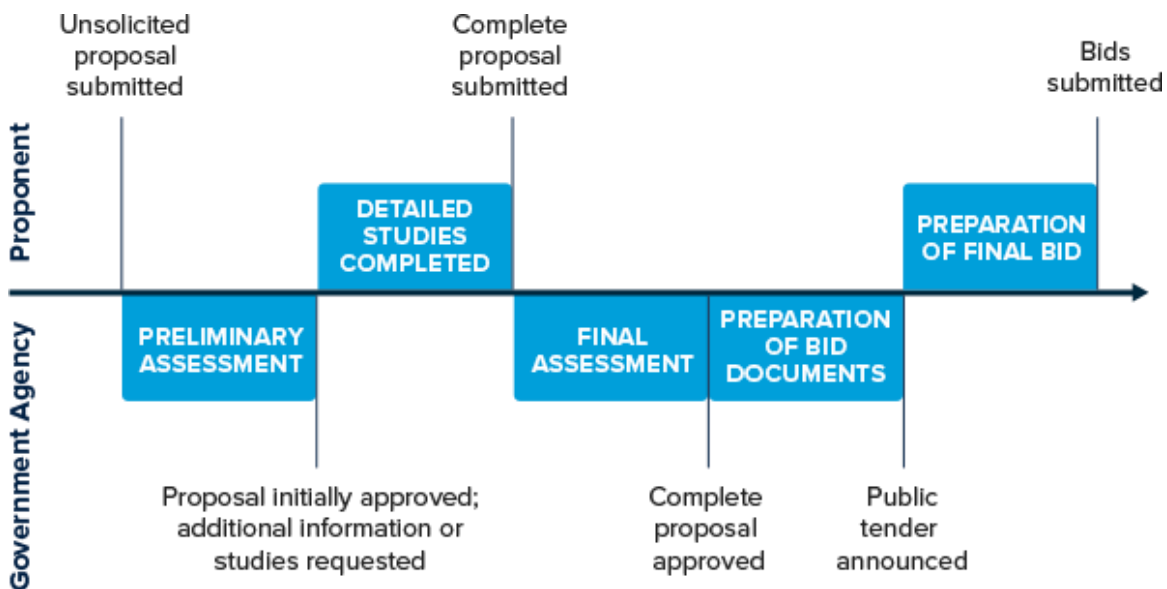 Unsolicited
proposal
submitted
Complete
proposal
submitted
Bids
submitted
Proponent
DETAILED
STUDIES
COMPLETED
PREPARATION
OF FINAL BID
Government Agency
PRELIMINARY
ASSESSMENT
FINAL
ASSESSMENT
PREPARATION
OF BID
DOCUMENTS
Proposal initially approved;
additional information or
studies requested
Complete
proposal
approved
Public
tender
announced